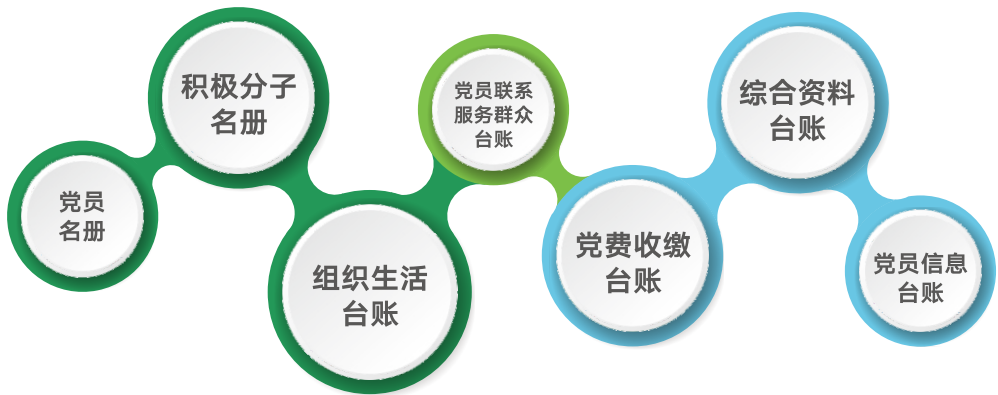 党员
名册
积极分子
名册
组织生活
台账
党员联系
服务群众
台账
党费收缴
台账
综合资料
台账
党员信息
台账